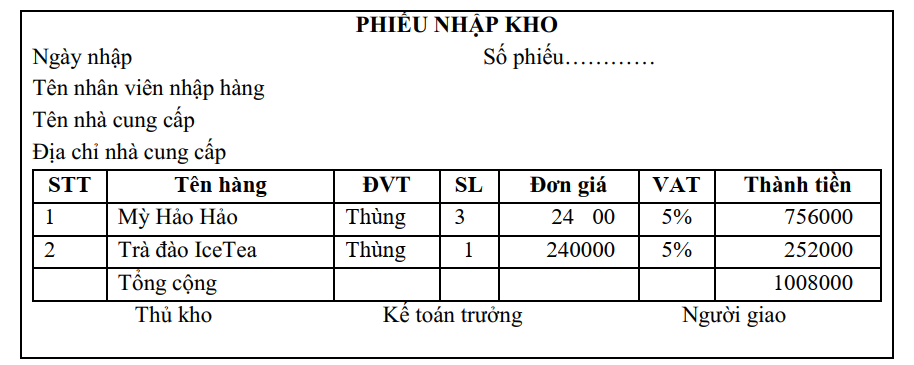 PHIẾU NHẬP KHO
Ngày nhập Số phiếu…………
Tên nhân viên nhập hàng
Tên nhà cung cấp
Địa chỉ nhà cung cấp
STT Tên hàng ĐVT SL Đơn giá VAT Thành tiền
1 Mỳ Hảo Hảo Thùng 3 24 00 5% 756000
2 Trà đào IceTea Thùng 1 240000 5% 252000
Tổng cộng 1008000
Thủ kho Kế toán trưởng Người giao